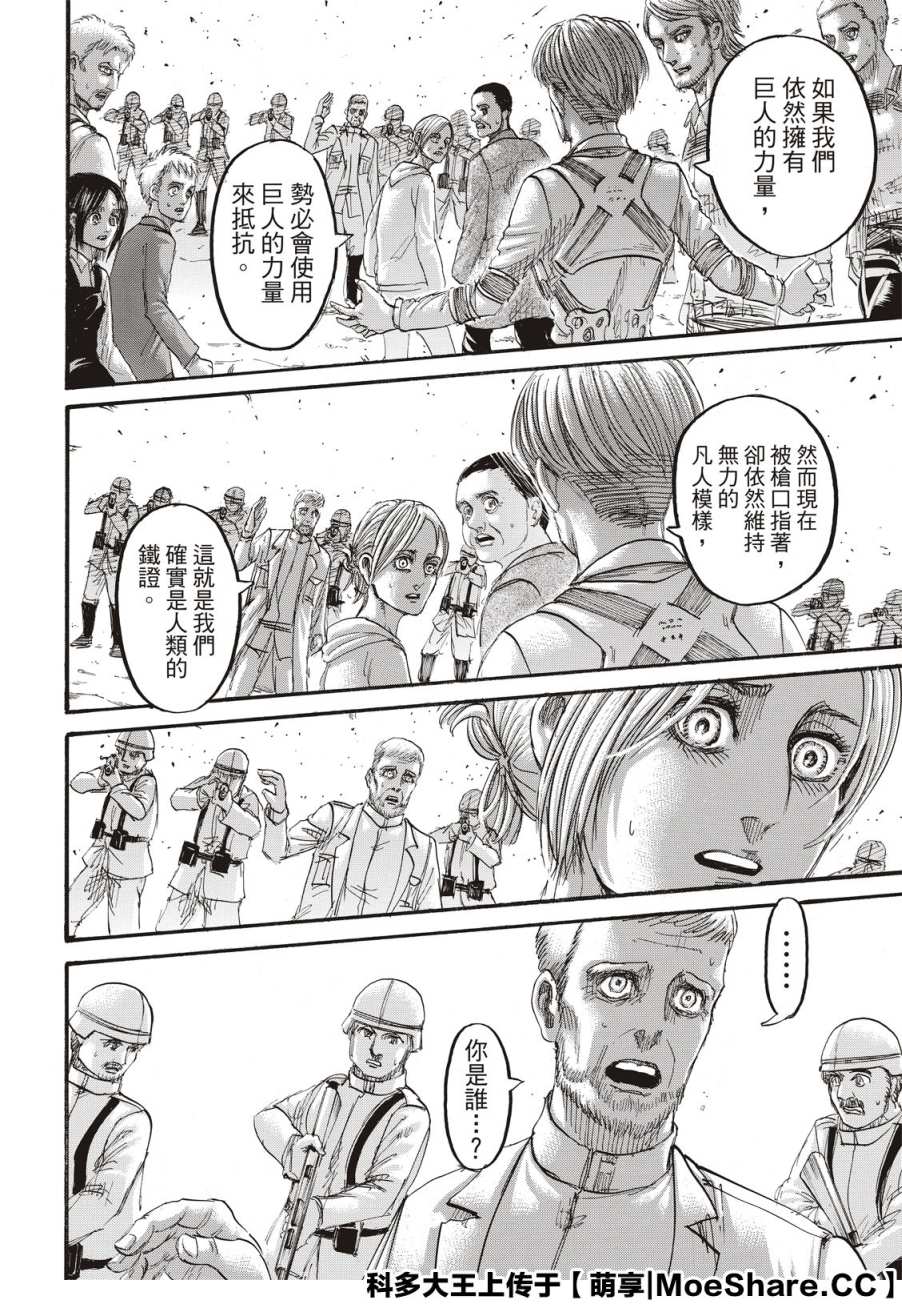 如果我們
依然擁有
巨人的力量，
勢必會使用
巨人的力量
來抵抗。
然而現在
被槍口指著，
卻依然維持
無力的
凡人模樣，
這就是我們
確實是人類的
鐵證。
……
你是誰…？
科多大王上传于【萌享|MoeShare.CC】